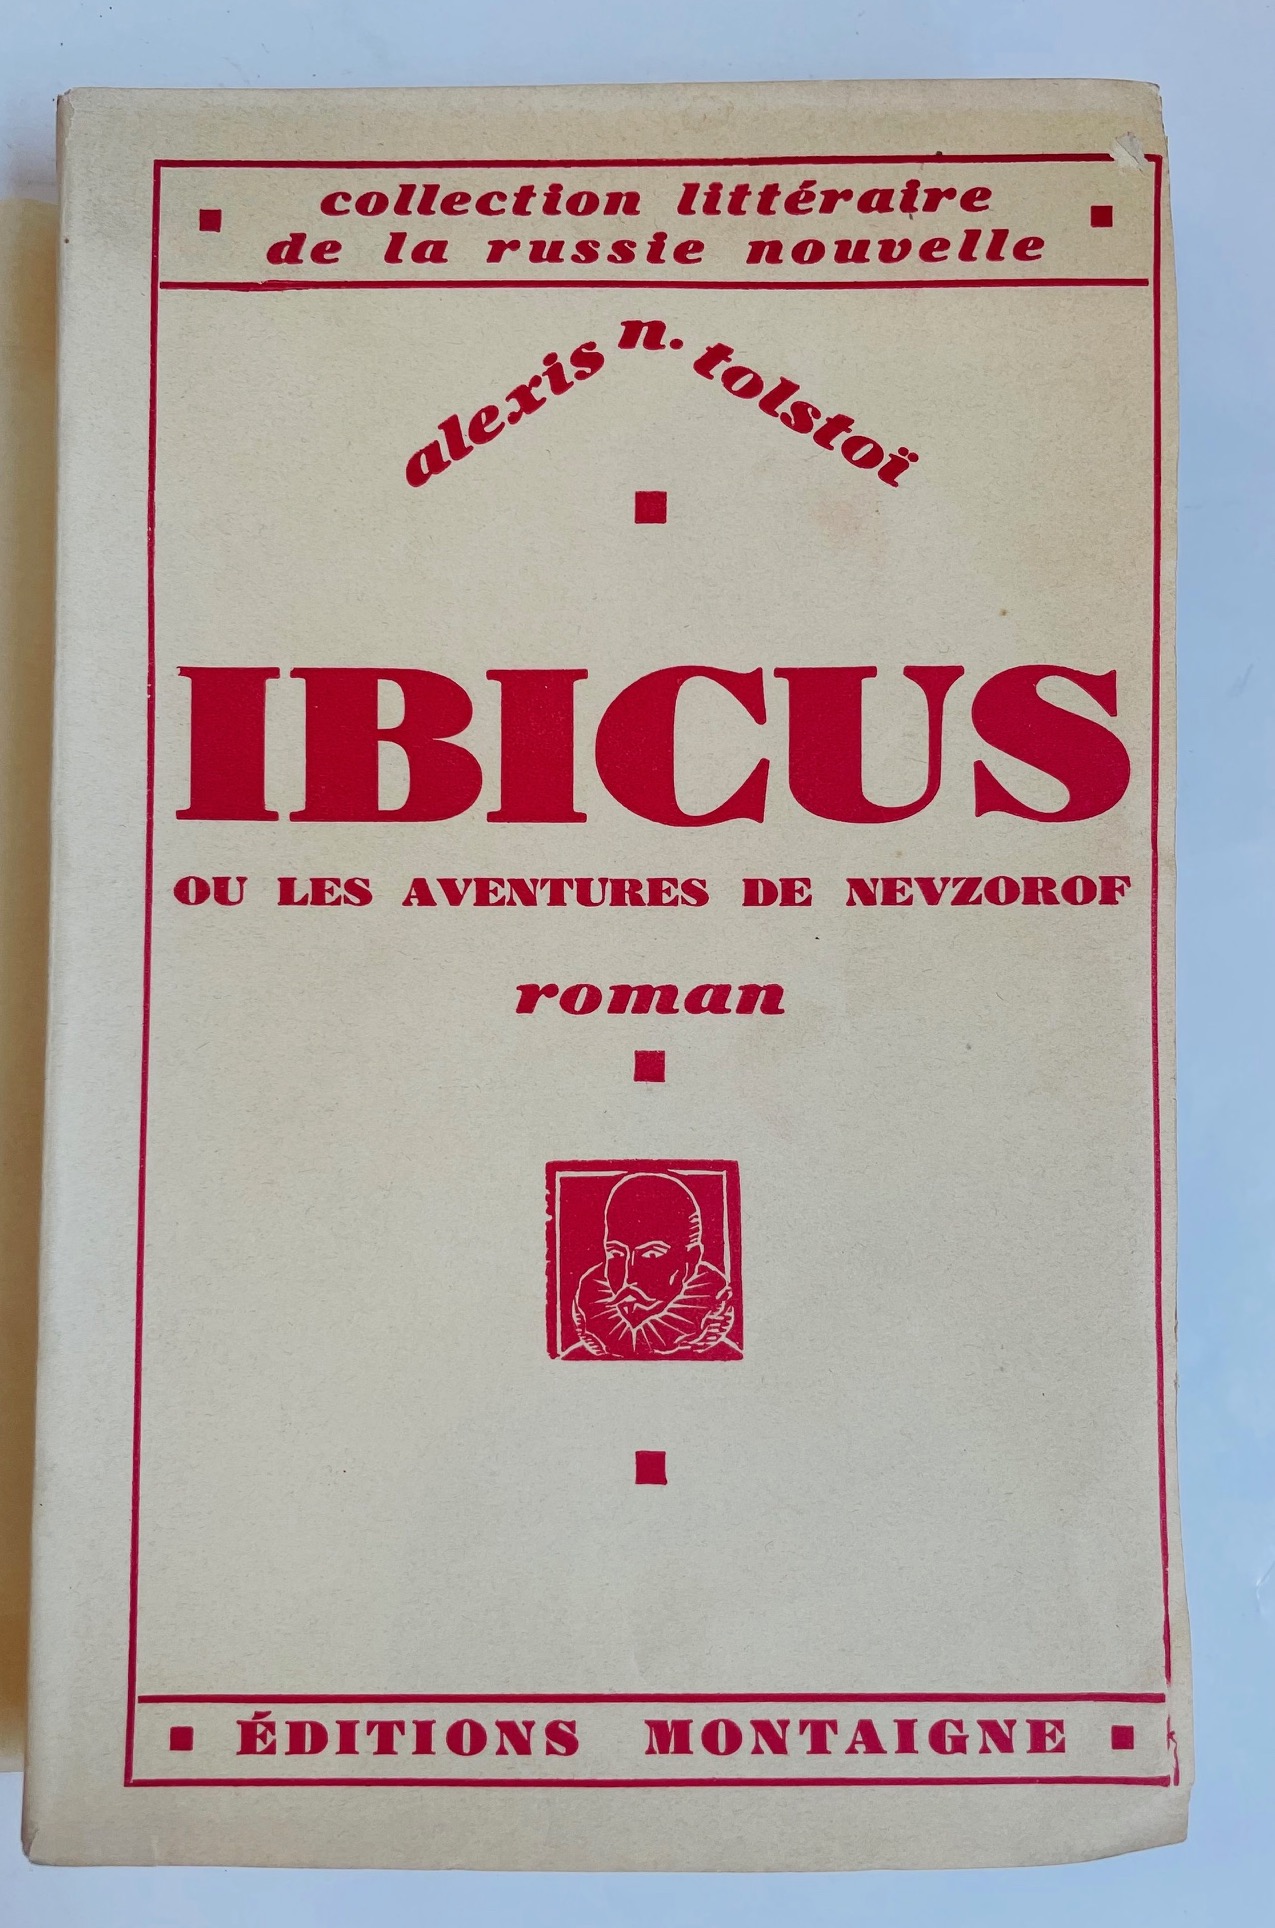 collection littéraire
de la russie nouvelle
alexis n. tolstoï
IBICUS
OU LES AVENTURES DE NEVZOROF
roman
ÉDITIONS MONTAIGNE